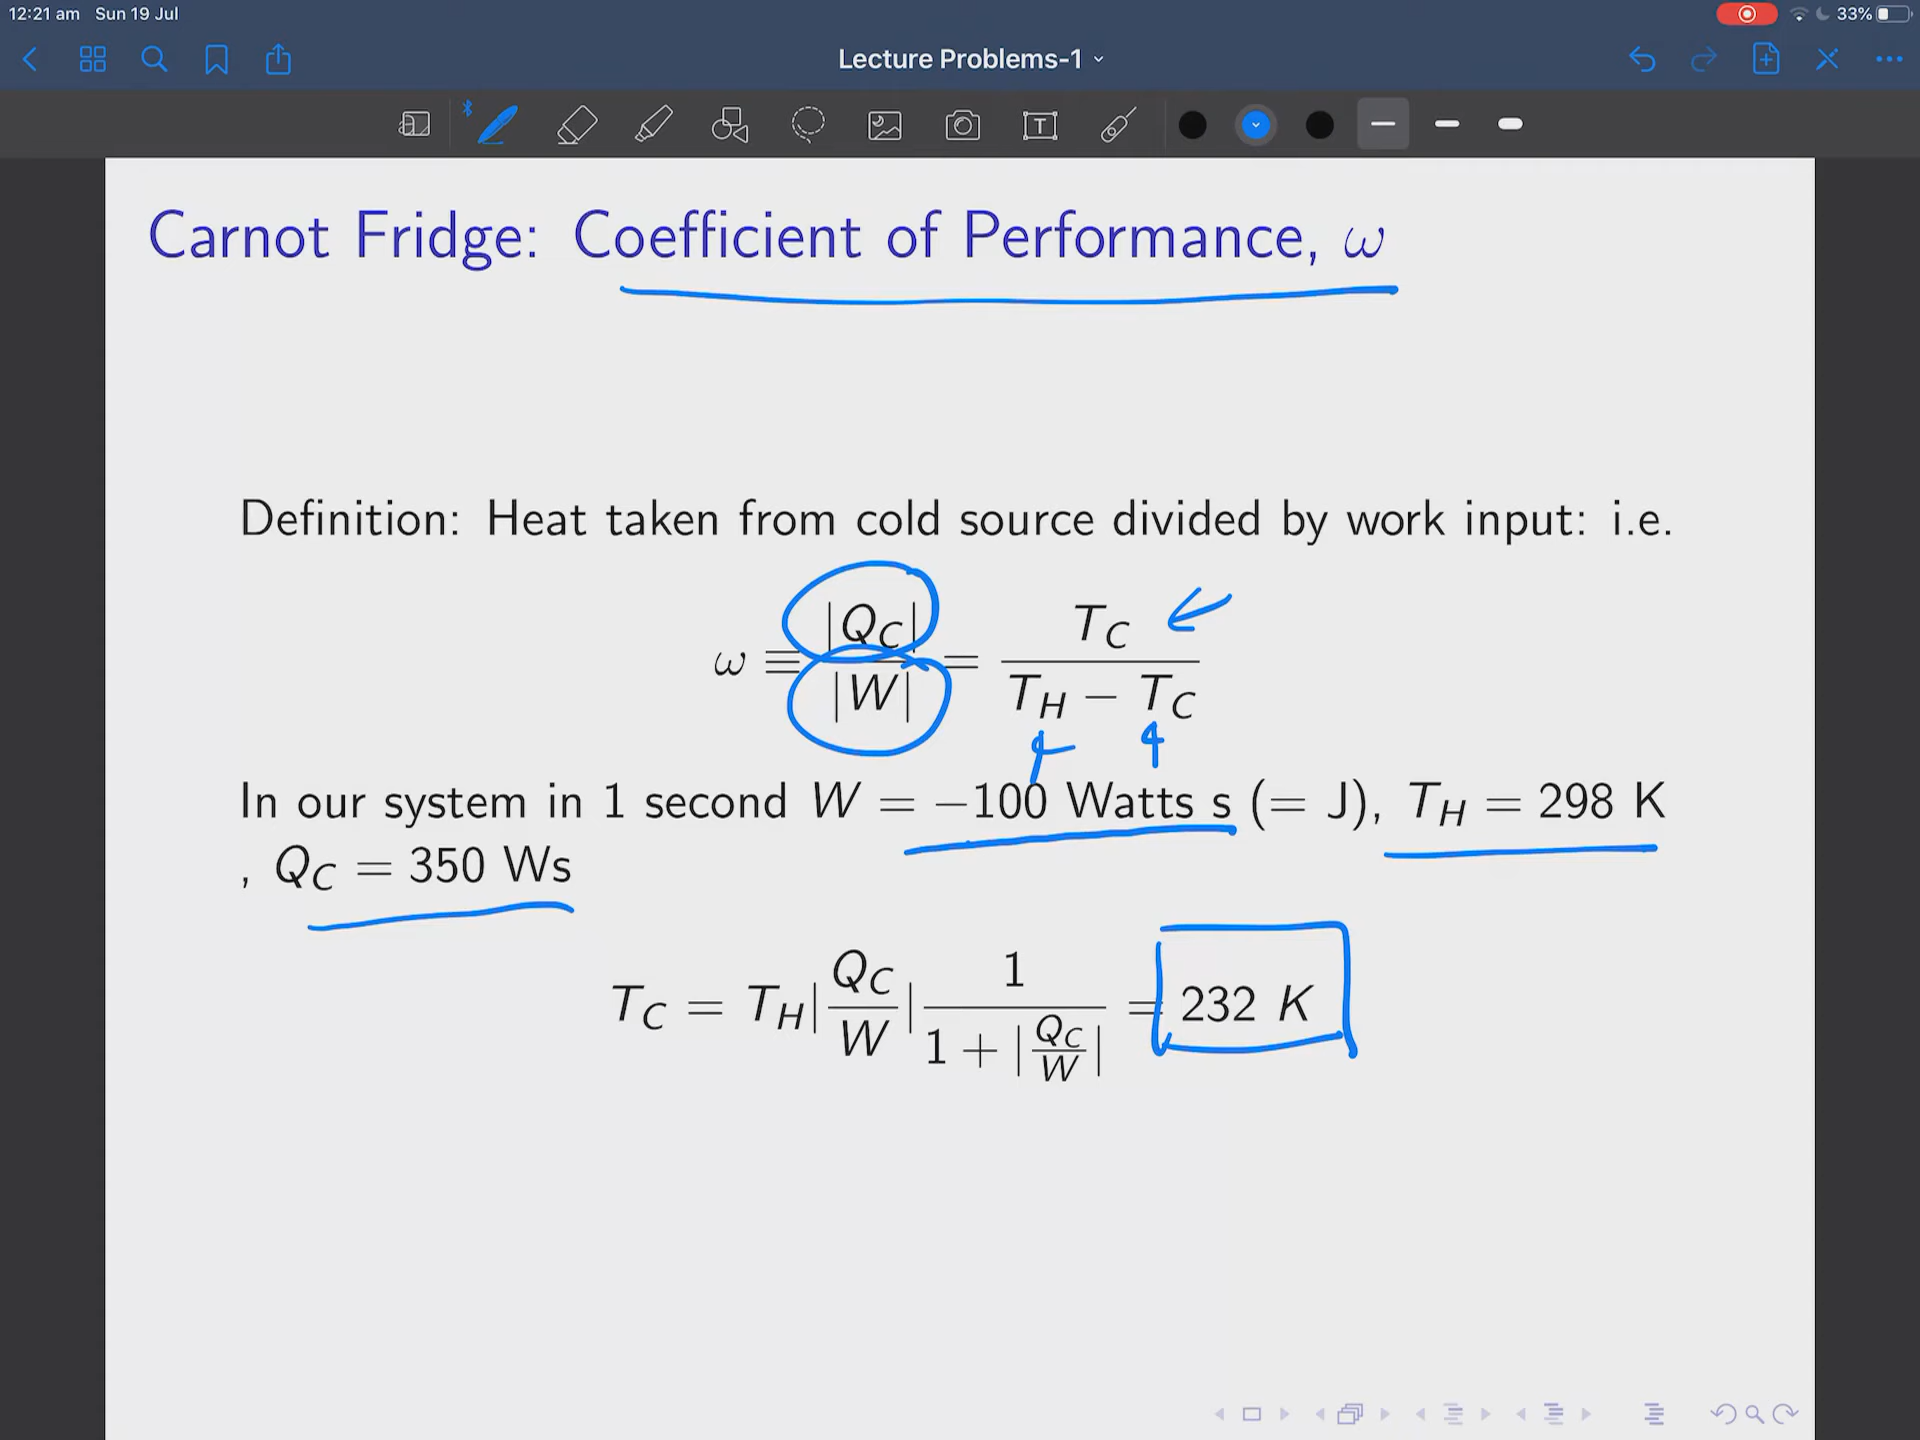 12:21 am Sun 19 Jul 33%
Lecture Problems-1
Carnot Fridge: Coefficient of Performance, ω
Definition: Heat taken from cold source divided by work input: i.e.
ω ≡ |Q_C| / |W| = T_C / (T_H − T_C)
In our system in 1 second W = −100 Watts s (= J), T_H = 298 K
, Q_C = 350 Ws
T_C = T_H |Q_C / W| 1 / (1 + |Q_C / W|) = 232 K